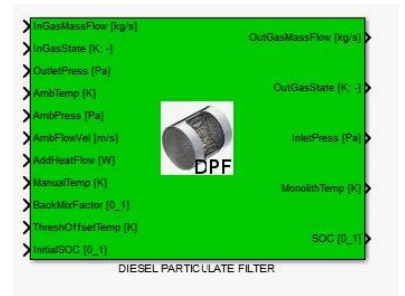 InGasMassFlow [kg/s]
InGasState [K; -]
OutletPress [Pa]
AmbTemp [K]
AmbPress [Pa]
AmbFlowVel [m/s]
AddHeatFlow [W]
ManualTemp [K]
BackMixFactor [0_1]
ThreshOffsetTemp [K]
InitialSOC [0_1]
DPF
OutGasMassFlow [kg/s]
OutGasState [K; -]
InletPress [Pa]
MonolithTemp [K]
SOC [0_1]
DIESEL PARTICULATE FILTER